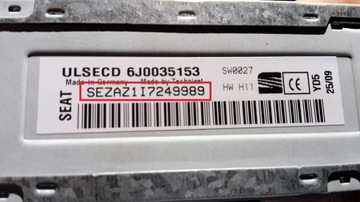 ULSECD 6J0035153
Made in Germany Made by Technisat
SEZAZ1I7249989
SEAT
SW0027
HW H11
CE
YD5
25/09